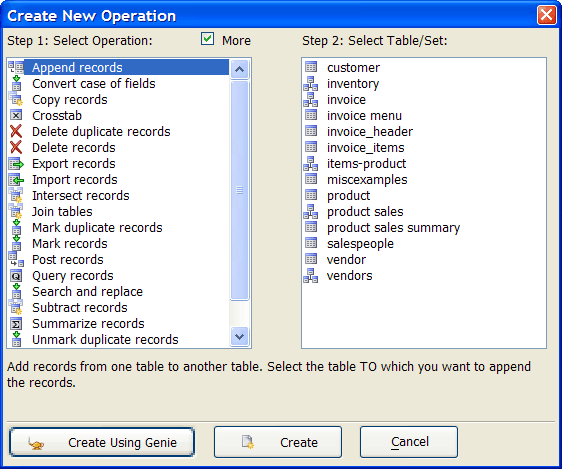 Create New Operation
Step 1: Select Operation:
More
Step 2: Select Table/Set:
Append records
Convert case of fields
Copy records
Crosstab
Delete duplicate records
Delete records
Export records
Import records
Intersect records
Join tables
Mark duplicate records
Mark records
Post records
Query records
Search and replace
Subtract records
Summarize records
Unmark duplicate records
customer
inventory
invoice
invoice menu
invoice_header
invoice_items
items-product
miscexamples
product
product sales
product sales summary
salespeople
vendor
vendors
Add records from one table to another table. Select the table TO which you want to append
the records.
Create Using Genie
Create
Cancel